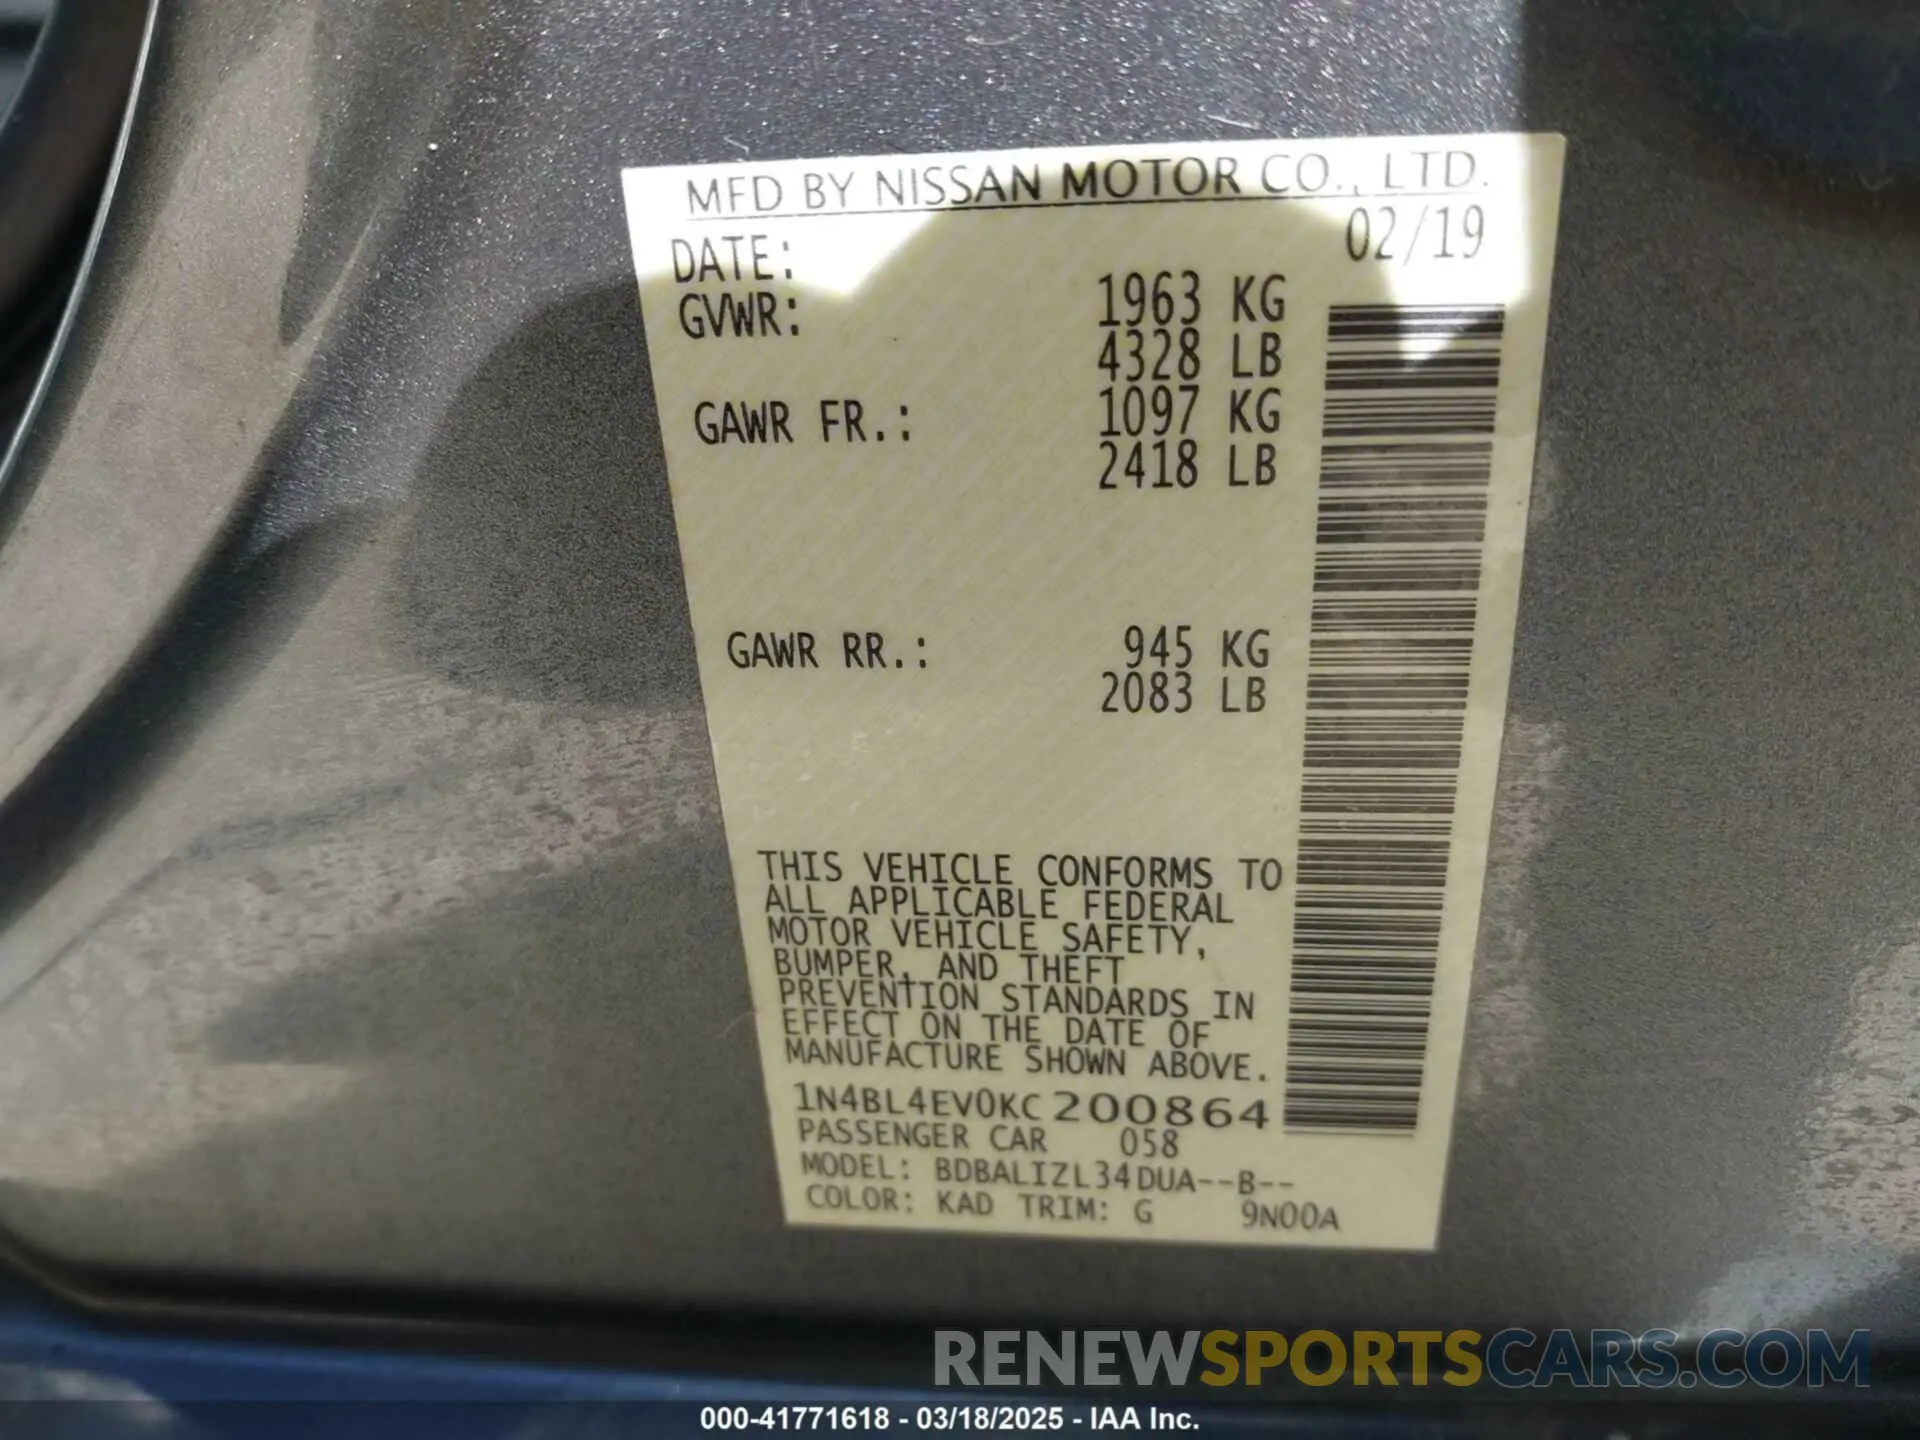 MFD BY NISSAN MOTOR CO., LTD.
DATE: 02/19
GVWR: 1963 KG
4328 LB
GAWR FR.: 1097 KG
2418 LB
GAWR RR.: 945 KG
2083 LB
THIS VEHICLE CONFORMS TO
ALL APPLICABLE FEDERAL
MOTOR VEHICLE SAFETY,
BUMPER, AND THEFT
PREVENTION STANDARDS IN
EFFECT ON THE DATE OF
MANUFACTURE SHOWN ABOVE.
1N4BL4EV0KC200864
PASSENGER CAR 058
MODEL: BDBALIZL34DUA--B--
COLOR: KAD TRIM: G 9N00A
RENEWSPORTSCARS.COM
000-41771618 - 03/18/2025 - IAA Inc.